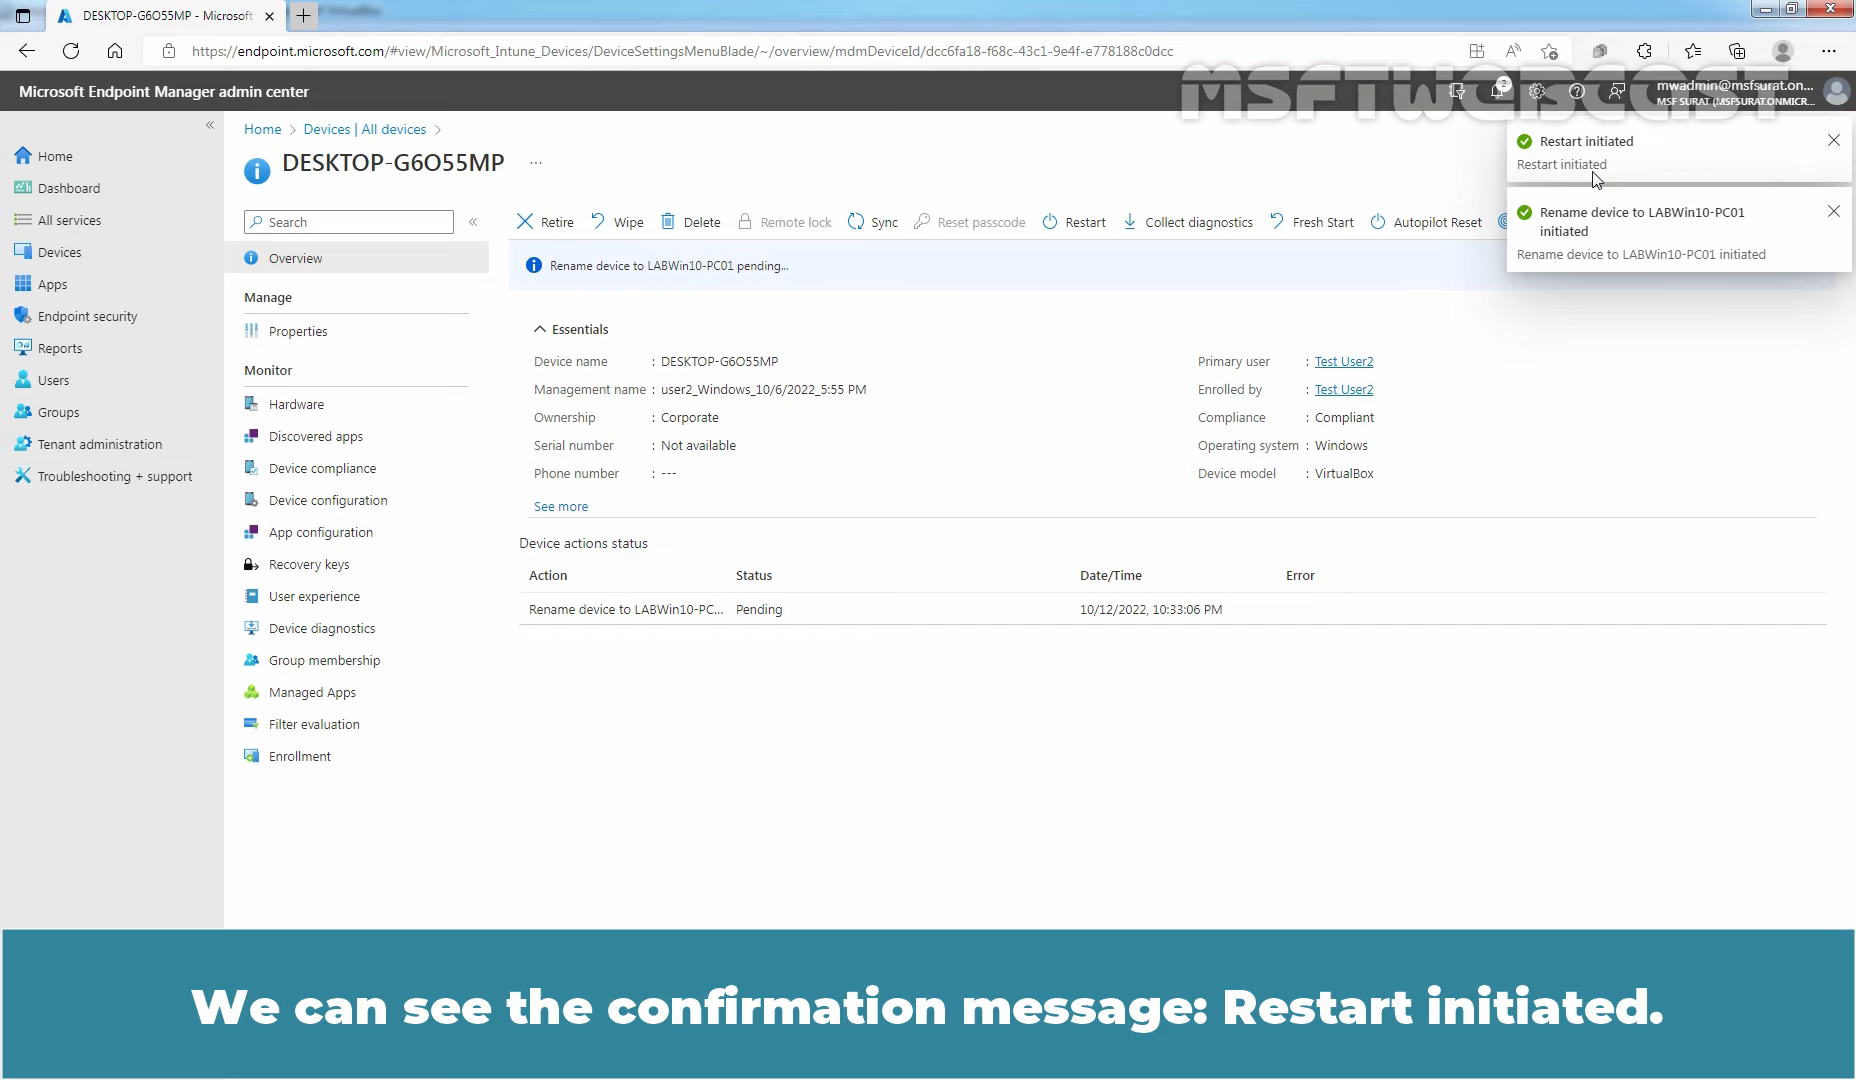 DESKTOP-G6O55MP - Microsoft
https://endpoint.microsoft.com/#view/Microsoft_Intune_Devices/DeviceSettingsMenuBlade/~/overview/mdmDeviceId/dcc6fa18-f68c-43c1-9e4f-e778188c0dcc
MSFTWEBCAST
Microsoft Endpoint Manager admin center
2
mwadmin@msfsurat.on...
MSF SURAT (MSFSURAT.ONMICR...
Home > Devices | All devices >
DESKTOP-G6O55MP ...
Restart initiated
Restart initiated
Rename device to LABWin10-PC01
initiated
Rename device to LABWin10-PC01 initiated
Home
Dashboard
All services
Devices
Apps
Endpoint security
Reports
Users
Groups
Tenant administration
Troubleshooting + support
Search
Overview
Manage
Properties
Monitor
Hardware
Discovered apps
Device compliance
Device configuration
App configuration
Recovery keys
User experience
Device diagnostics
Group membership
Managed Apps
Filter evaluation
Enrollment
Retire Wipe Delete Remote lock Sync Reset passcode Restart Collect diagnostics Fresh Start Autopilot Reset
Rename device to LABWin10-PC01 pending...
Essentials
Device name : DESKTOP-G6O55MP
Management name : user2_Windows_10/6/2022_5:55 PM
Ownership : Corporate
Serial number : Not available
Phone number : ---
Primary user : Test User2
Enrolled by : Test User2
Compliance : Compliant
Operating system : Windows
Device model : VirtualBox
See more
Device actions status
Action Status Date/Time Error
Rename device to LABWin10-PC... Pending 10/12/2022, 10:33:06 PM
We can see the confirmation message: Restart initiated.